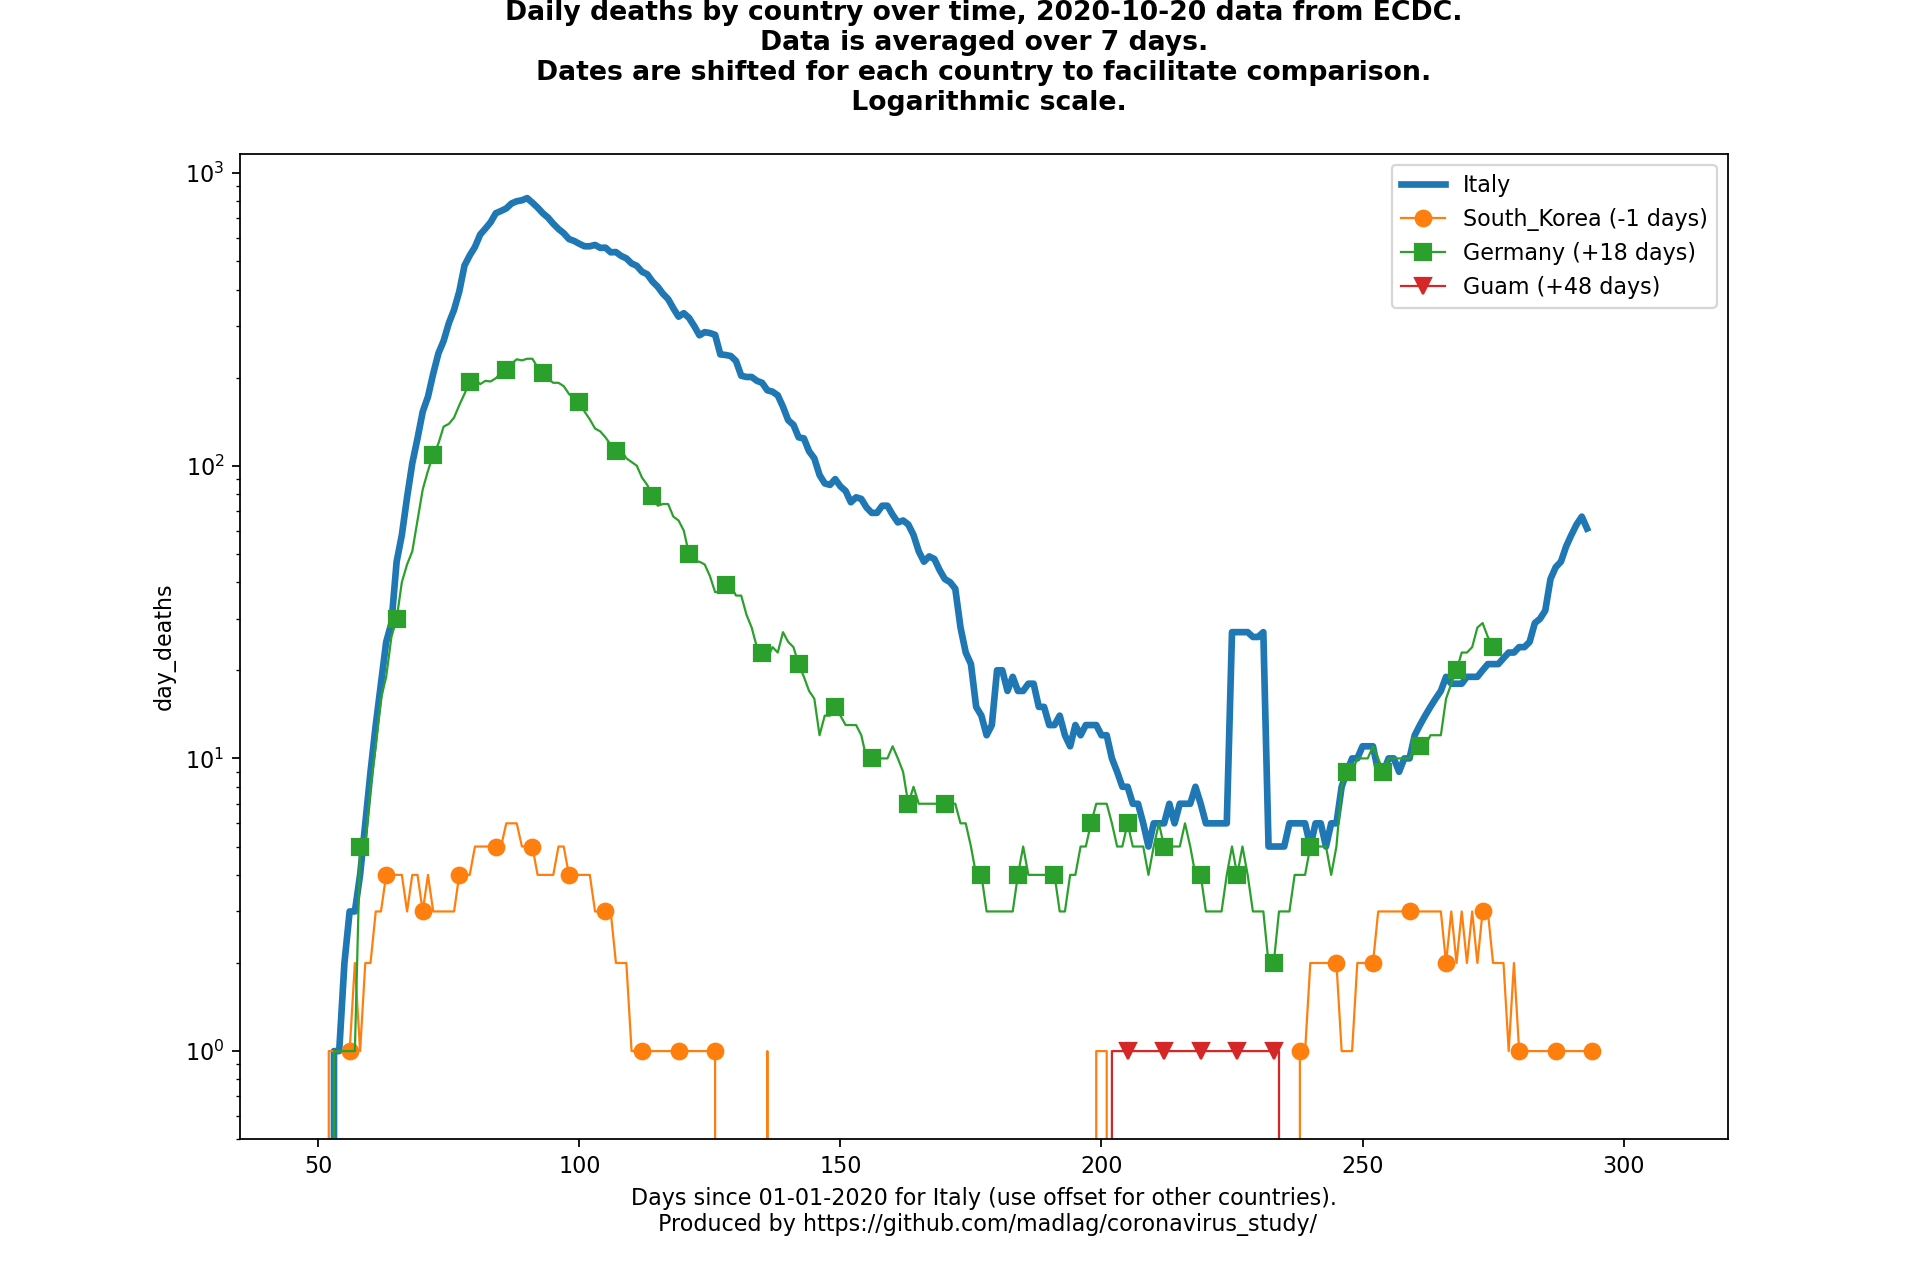 Daily deaths by country over time, 2020-10-20 data from ECDC.
Data is averaged over 7 days.
Dates are shifted for each country to facilitate comparison.
Logarithmic scale.
10³
10²
10¹
10⁰
day_deaths
Italy
South_Korea (-1 days)
Germany (+18 days)
Guam (+48 days)
50 100 150 200 250 300
Days since 01-01-2020 for Italy (use offset for other countries).
Produced by https://github.com/madlag/coronavirus_study/